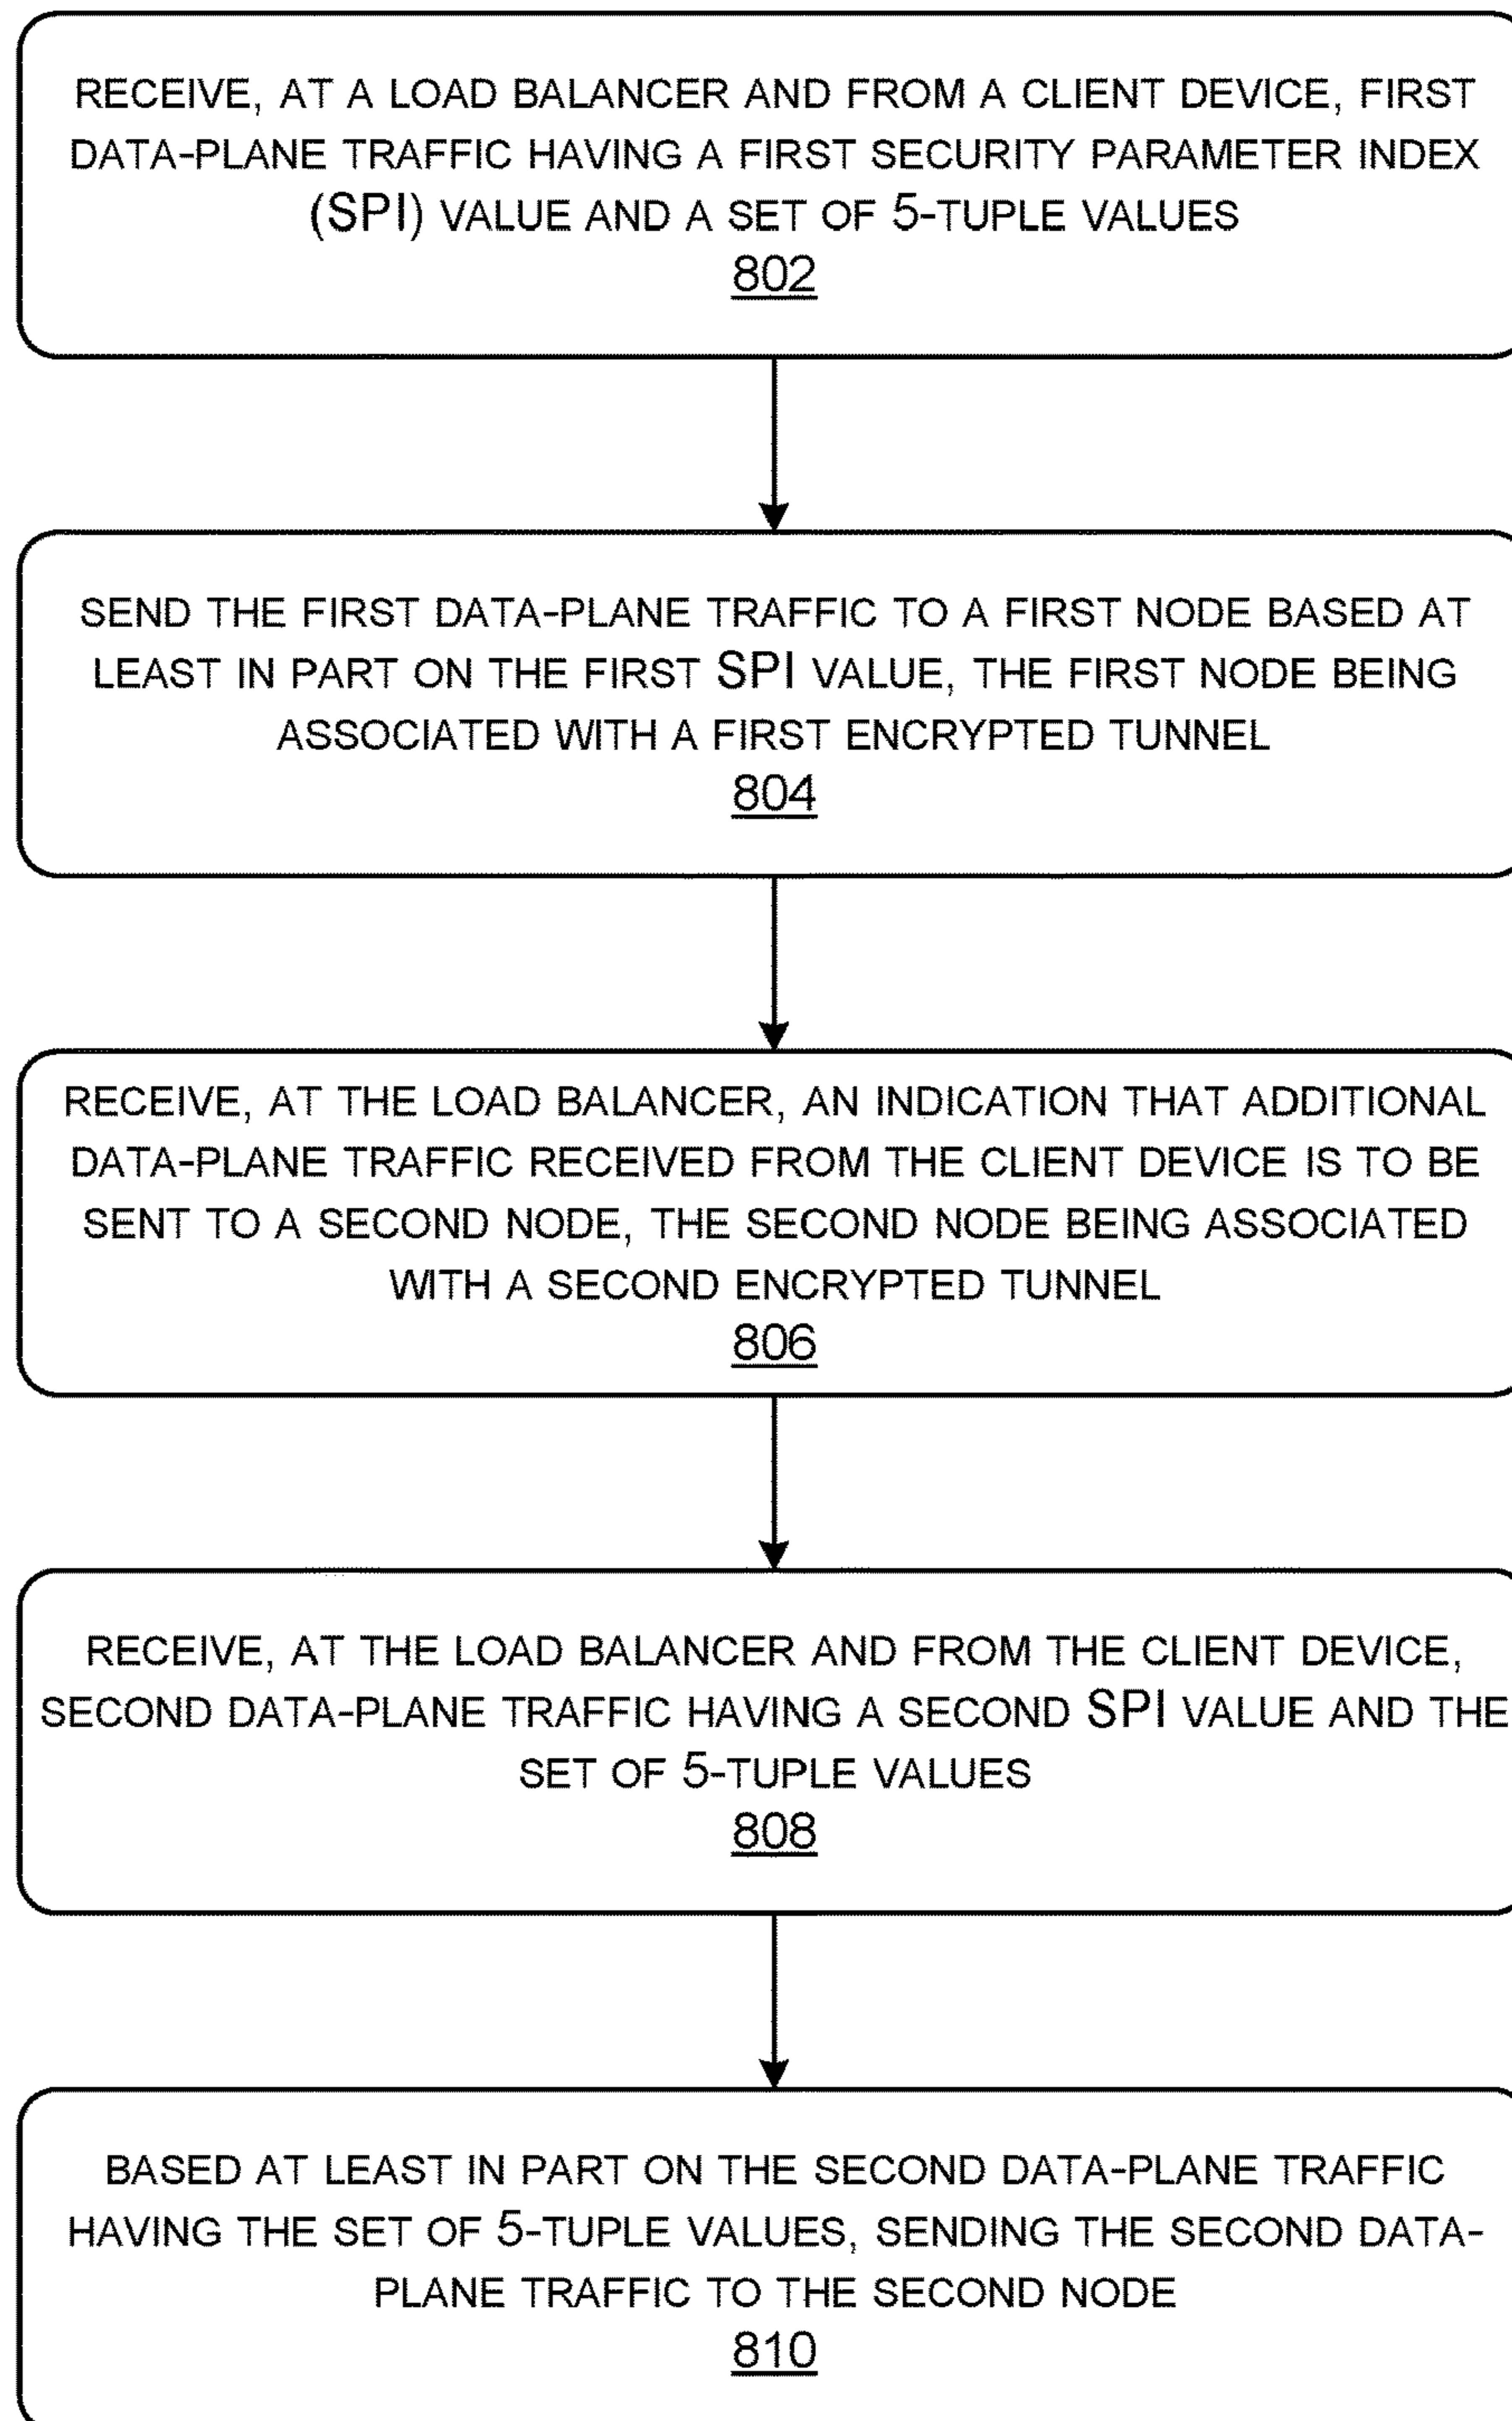 RECEIVE, AT A LOAD BALANCER AND FROM A CLIENT DEVICE, FIRST
DATA-PLANE TRAFFIC HAVING A FIRST SECURITY PARAMETER INDEX
(SPI) VALUE AND A SET OF 5-TUPLE VALUES
802
SEND THE FIRST DATA-PLANE TRAFFIC TO A FIRST NODE BASED AT
LEAST IN PART ON THE FIRST SPI VALUE, THE FIRST NODE BEING
ASSOCIATED WITH A FIRST ENCRYPTED TUNNEL
804
RECEIVE, AT THE LOAD BALANCER, AN INDICATION THAT ADDITIONAL
DATA-PLANE TRAFFIC RECEIVED FROM THE CLIENT DEVICE IS TO BE
SENT TO A SECOND NODE, THE SECOND NODE BEING ASSOCIATED
WITH A SECOND ENCRYPTED TUNNEL
806
RECEIVE, AT THE LOAD BALANCER AND FROM THE CLIENT DEVICE,
SECOND DATA-PLANE TRAFFIC HAVING A SECOND SPI VALUE AND THE
SET OF 5-TUPLE VALUES
808
BASED AT LEAST IN PART ON THE SECOND DATA-PLANE TRAFFIC
HAVING THE SET OF 5-TUPLE VALUES, SENDING THE SECOND DATA-
PLANE TRAFFIC TO THE SECOND NODE
810